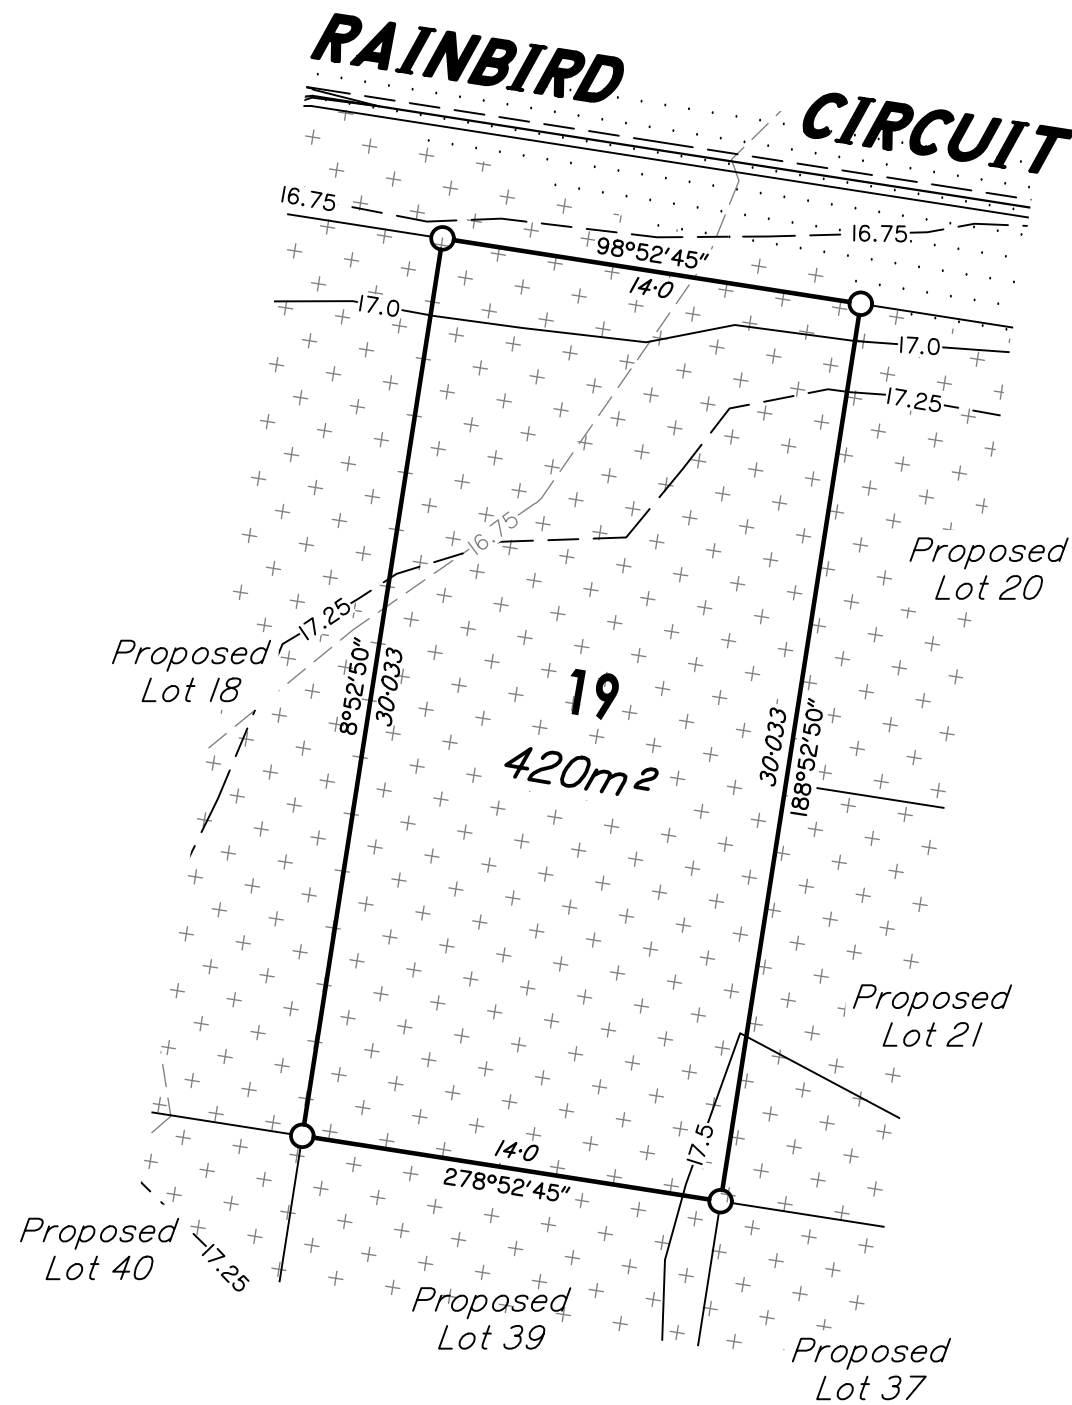 RAINBIRD CIRCUIT
16.75
16.75
98°52'45"
14·0
17.0
17.0
17.25
16.75
17.25
Proposed
Lot 20
Proposed
Lot 18
8°52'50"
30·033
19
420m²
30·033
188°52'50"
Proposed
Lot 21
17.5
14·0
278°52'45"
Proposed
Lot 40
17.25
Proposed
Lot 39
Proposed
Lot 37